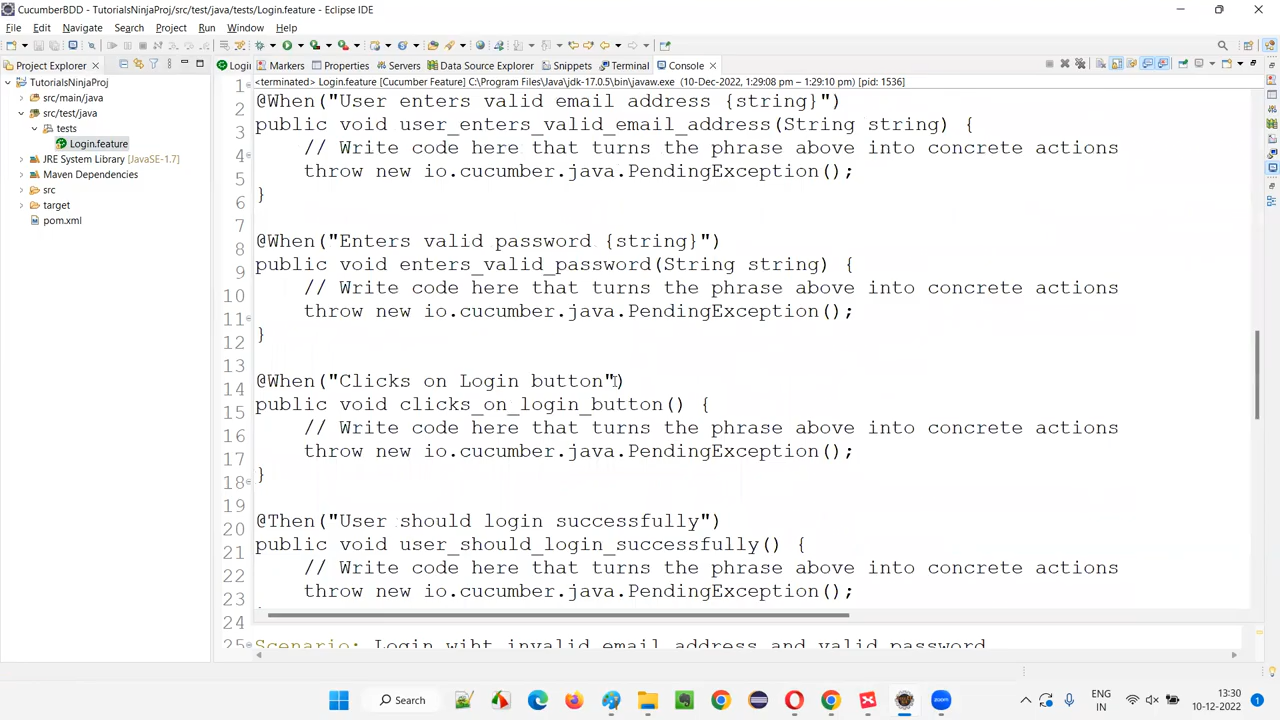 CucumberBDD - TutorialsNinjaProj/src/test/java/tests/Login.feature - Eclipse IDE
File Edit Navigate Search Project Run Window Help
Project Explorer
Logi Markers Properties Servers Data Source Explorer Snippets Terminal Console
TutorialsNinjaProj
src/main/java
src/test/java
tests
Login.feature
JRE System Library [JavaSE-1.7]
Maven Dependencies
src
target
pom.xml
<terminated> Login.feature [Cucumber Feature] C:\Program Files\Java\jdk-17.0.5\bin\javaw.exe (10-Dec-2022, 1:29:08 pm – 1:29:10 pm) [pid: 1536]
1
2
3
4
5
6
7
8
9
10
11
12
13
14
15
16
17
18
19
20
21
22
23
24
25
@When("User enters valid email address {string}")
public void user_enters_valid_email_address(String string) {
// Write code here that turns the phrase above into concrete actions
throw new io.cucumber.java.PendingException();
}
@When("Enters valid password {string}")
public void enters_valid_password(String string) {
// Write code here that turns the phrase above into concrete actions
throw new io.cucumber.java.PendingException();
}
@When("Clicks on Login button")
public void clicks_on_login_button() {
// Write code here that turns the phrase above into concrete actions
throw new io.cucumber.java.PendingException();
}
@Then("User should login successfully")
public void user_should_login_successfully() {
// Write code here that turns the phrase above into concrete actions
throw new io.cucumber.java.PendingException();
Scenario: Login wiht invalid email address and valid password
Search
ENG
IN
13:30
10-12-2022